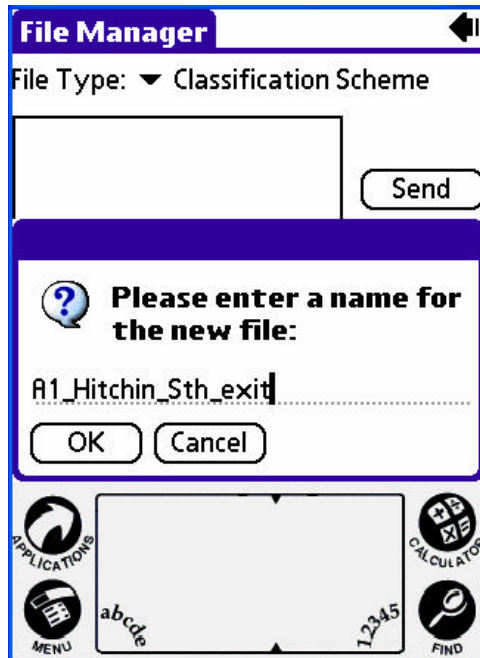 File Manager
File Type: Classification Scheme
Send
Please enter a name for
the new file:
A1_Hitchin_Sth_exit
OK Cancel
APPLICATIONS
CALCULATOR
abcde
12345
MENU
FIND